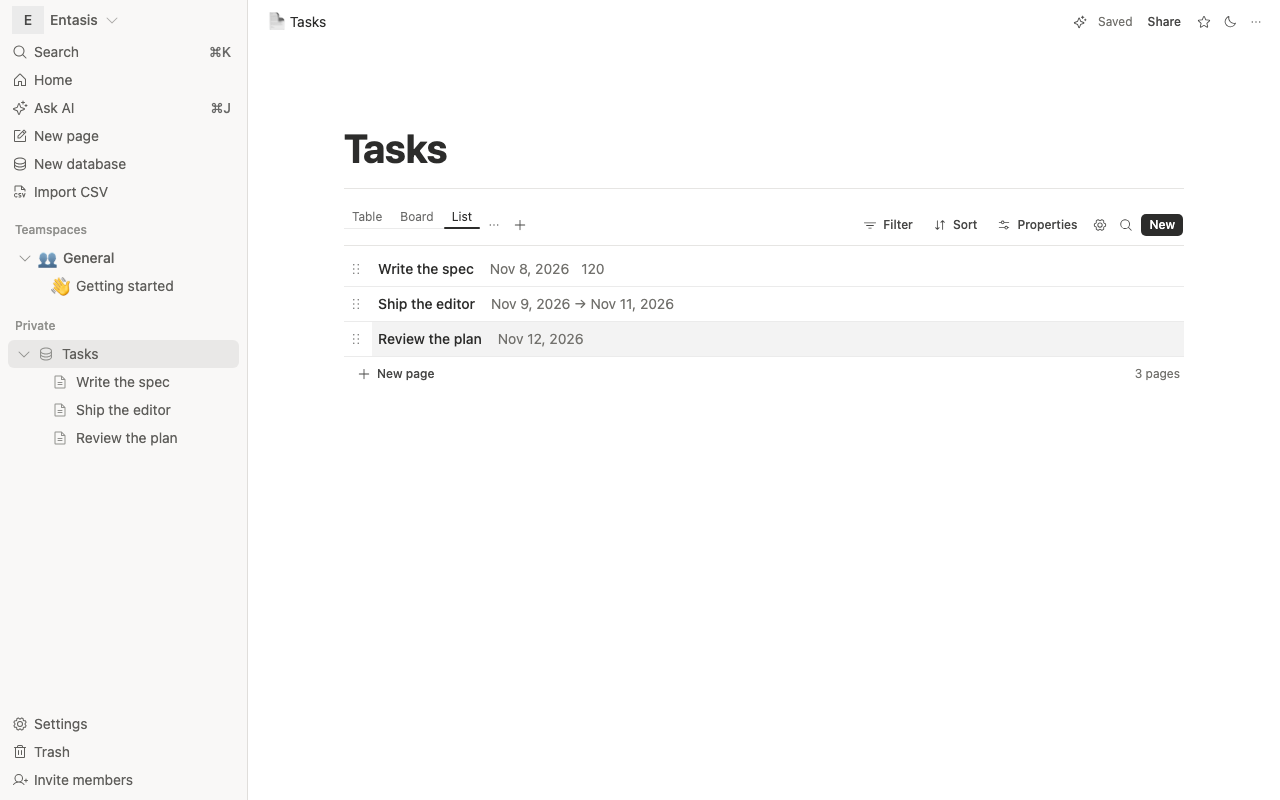 E Entasis
Search ⌘K
Home
Ask AI ⌘J
New page
New database
Import CSV
Teamspaces
General
Getting started
Private
Tasks
Write the spec
Ship the editor
Review the plan
Settings
Trash
Invite members
Tasks
Saved Share
Tasks
Table Board List
Filter Sort Properties New
Write the spec Nov 8, 2026 120
Ship the editor Nov 9, 2026 → Nov 11, 2026
Review the plan Nov 12, 2026
New page 3 pages